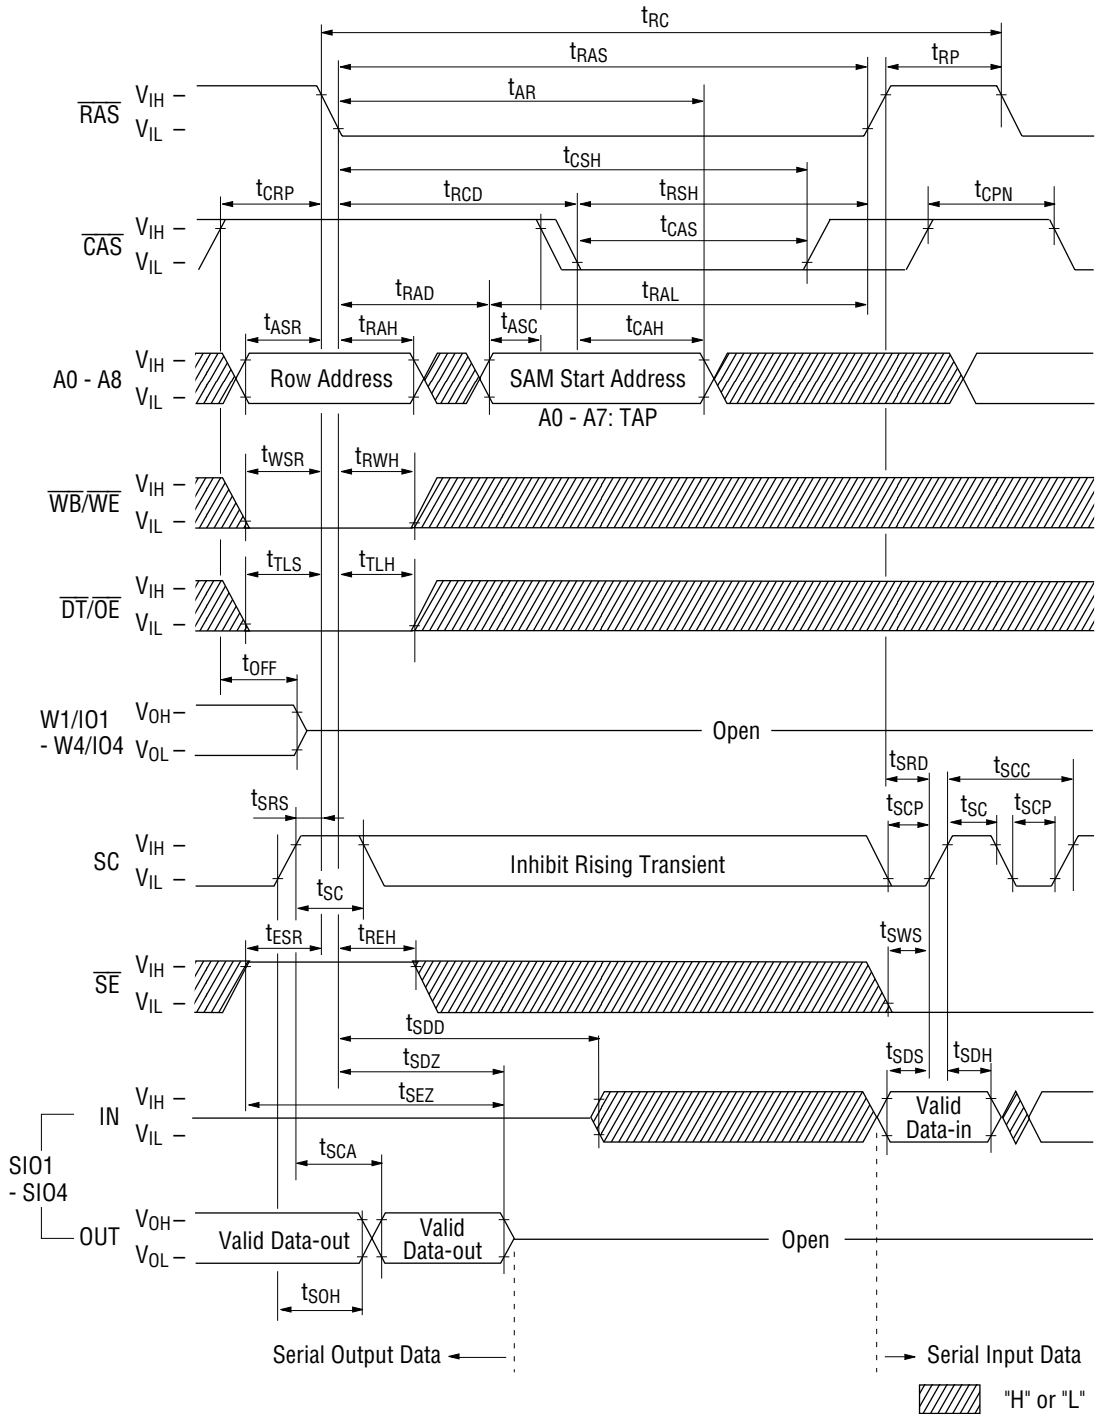 tRC
tRAS
tRP
tAR
RAS VIH VIL
tCSH
tCRP tRCD tRSH tCPN
tCAS
CAS VIH VIL
tRAD tRAL
tASR tRAH tASC tCAH
A0 - A8 VIH VIL Row Address SAM Start Address
A0 - A7: TAP
tWSR tRWH
WB/WE VIH VIL
tTLS tTLH
DT/OE VIH VIL
tOFF
W1/IO1
- W4/IO4 VOH VOL Open
tSRD tSCC
tSRS tSCP tSC tSCP
SC VIH VIL Inhibit Rising Transient
tSC
tESR tREH tSWS
SE VIH VIL
tSDD
tSDZ tSDS tSDH
tSEZ
IN VIH VIL Valid
Data-in
tSCA
SIO1
- SIO4
OUT VOH VOL Valid Data-out Valid
Data-out Open
tSOH
Serial Output Data Serial Input Data
"H" or "L"